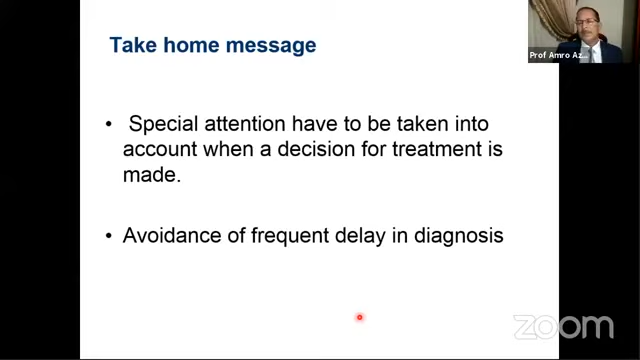 Take home message
Prof Amro Az...
• Special attention have to be taken into
account when a decision for treatment is
made.
• Avoidance of frequent delay in diagnosis
zoom